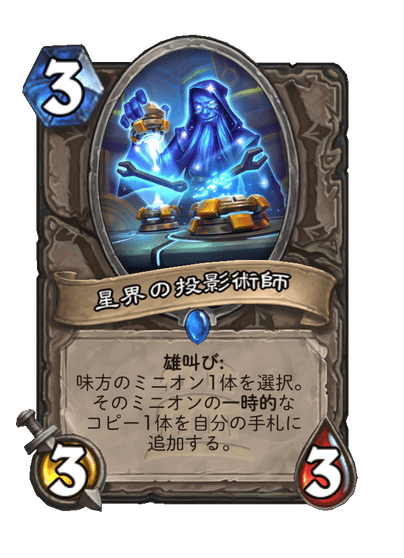 3
星界の投影術師
雄叫び:
味方のミニオン1体を選択。
そのミニオンの一時的な
コピー1体を自分の手札に
追加する。
3
3